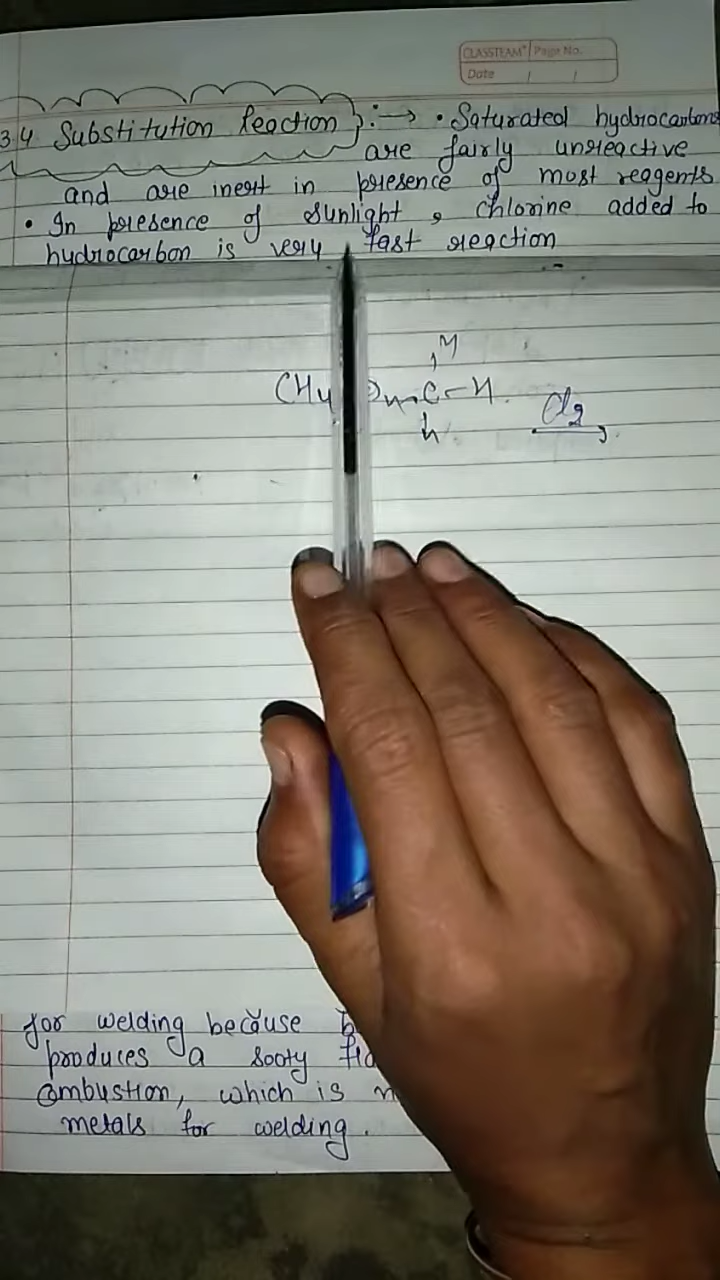 CLASSTEAM Page No.
Date / /
3.4 Substitution Reaction :→ • Saturated hydrocarbons
are fairly unreactive
and are inert in presence of most reagents
• In presence of sunlight, chlorine added to
hydrocarbon is very fast reaction
H
CH4 C-H Cl2
H
for welding because
produces a sooty
combustion, which is
metals for welding.